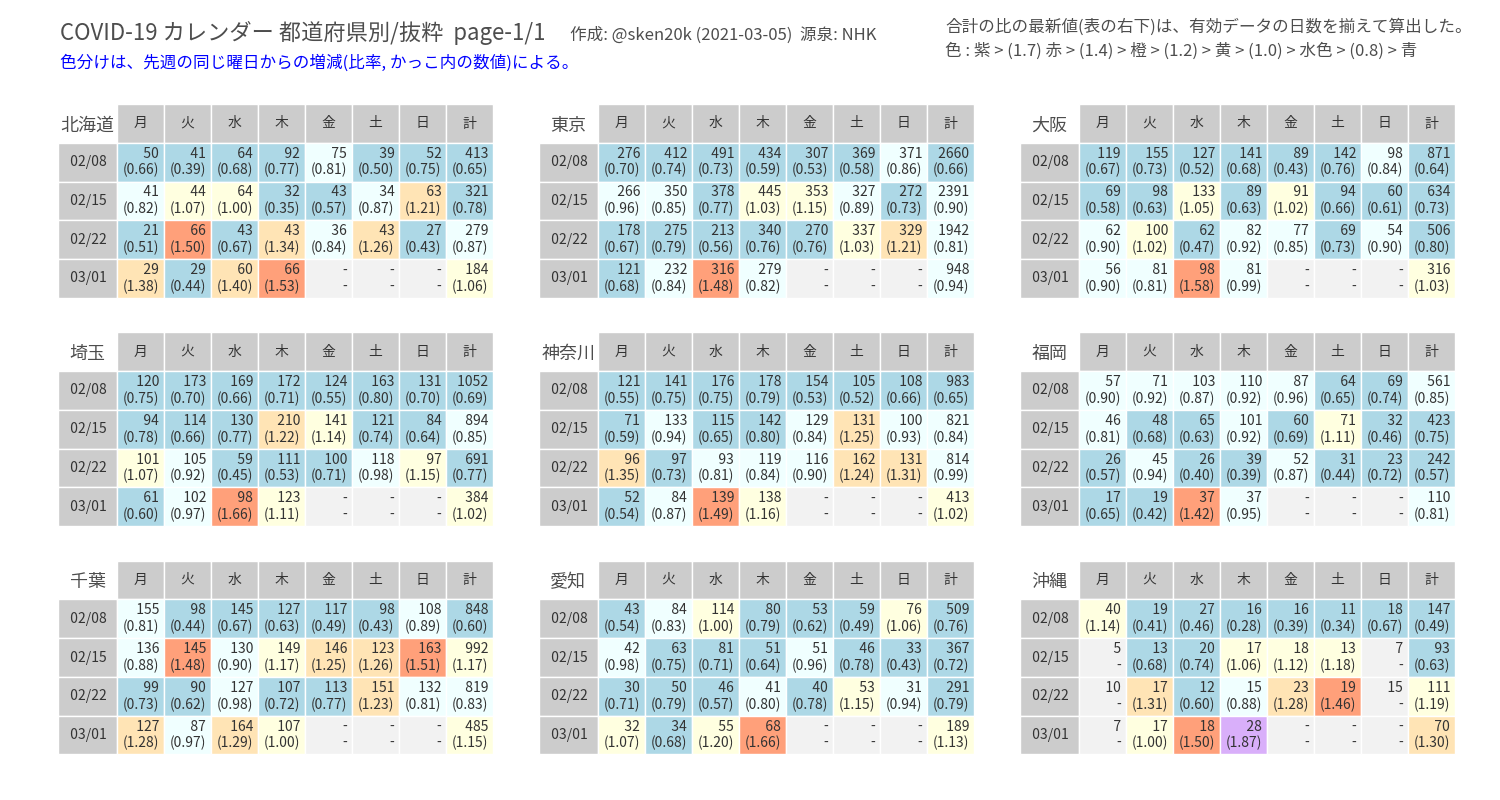 COVID-19 カレンダー 都道府県別/抜粋 page-1/1 作成: @sken20k (2021-03-05) 源泉: NHK
色分けは、先週の同じ曜日からの増減(比率, かっこ内の数値)による。
合計の比の最新値(表の右下)は、有効データの日数を揃えて算出した。
色 : 紫 > (1.7) 赤 > (1.4) > 橙 > (1.2) > 黄 > (1.0) > 水色 > (0.8) > 青
北海道 月 火 水 木 金 土 日 計
02/08 50 41 64 92 75 39 52 413
(0.66) (0.39) (0.68) (0.77) (0.81) (0.50) (0.75) (0.65)
02/15 41 44 64 32 43 34 63 321
(0.82) (1.07) (1.00) (0.35) (0.57) (0.87) (1.21) (0.78)
02/22 21 66 43 43 36 43 27 279
(0.51) (1.50) (0.67) (1.34) (0.84) (1.26) (0.43) (0.87)
03/01 29 29 60 66 - - - 184
(1.38) (0.44) (1.40) (1.53) - - - (1.06)
東京 月 火 水 木 金 土 日 計
02/08 276 412 491 434 307 369 371 2660
(0.70) (0.74) (0.73) (0.59) (0.53) (0.58) (0.86) (0.66)
02/15 266 350 378 445 353 327 272 2391
(0.96) (0.85) (0.77) (1.03) (1.15) (0.89) (0.73) (0.90)
02/22 178 275 213 340 270 337 329 1942
(0.67) (0.79) (0.56) (0.76) (0.76) (1.03) (1.21) (0.81)
03/01 121 232 316 279 - - - 948
(0.68) (0.84) (1.48) (0.82) - - - (0.94)
大阪 月 火 水 木 金 土 日 計
02/08 119 155 127 141 89 142 98 871
(0.67) (0.73) (0.52) (0.68) (0.43) (0.76) (0.84) (0.64)
02/15 69 98 133 89 91 94 60 634
(0.58) (0.63) (1.05) (0.63) (1.02) (0.66) (0.61) (0.73)
02/22 62 100 62 82 77 69 54 506
(0.90) (1.02) (0.47) (0.92) (0.85) (0.73) (0.90) (0.80)
03/01 56 81 98 81 - - - 316
(0.90) (0.81) (1.58) (0.99) - - - (1.03)
埼玉 月 火 水 木 金 土 日 計
02/08 120 173 169 172 124 163 131 1052
(0.75) (0.70) (0.66) (0.71) (0.55) (0.80) (0.70) (0.69)
02/15 94 114 130 210 141 121 84 894
(0.78) (0.66) (0.77) (1.22) (1.14) (0.74) (0.64) (0.85)
02/22 101 105 59 111 100 118 97 691
(1.07) (0.92) (0.45) (0.53) (0.71) (0.98) (1.15) (0.77)
03/01 61 102 98 123 - - - 384
(0.60) (0.97) (1.66) (1.11) - - - (1.02)
神奈川 月 火 水 木 金 土 日 計
02/08 121 141 176 178 154 105 108 983
(0.55) (0.75) (0.75) (0.79) (0.53) (0.52) (0.66) (0.65)
02/15 71 133 115 142 129 131 100 821
(0.59) (0.94) (0.65) (0.80) (0.84) (1.25) (0.93) (0.84)
02/22 96 97 93 119 116 162 131 814
(1.35) (0.73) (0.81) (0.84) (0.90) (1.24) (1.31) (0.99)
03/01 52 84 139 138 - - - 413
(0.54) (0.87) (1.49) (1.16) - - - (1.02)
福岡 月 火 水 木 金 土 日 計
02/08 57 71 103 110 87 64 69 561
(0.90) (0.92) (0.87) (0.92) (0.96) (0.65) (0.74) (0.85)
02/15 46 48 65 101 60 71 32 423
(0.81) (0.68) (0.63) (0.92) (0.69) (1.11) (0.46) (0.75)
02/22 26 45 26 39 52 31 23 242
(0.57) (0.94) (0.40) (0.39) (0.87) (0.44) (0.72) (0.57)
03/01 17 19 37 37 - - - 110
(0.65) (0.42) (1.42) (0.95) - - - (0.81)
千葉 月 火 水 木 金 土 日 計
02/08 155 98 145 127 117 98 108 848
(0.81) (0.44) (0.67) (0.63) (0.49) (0.43) (0.89) (0.60)
02/15 136 145 130 149 146 123 163 992
(0.88) (1.48) (0.90) (1.17) (1.25) (1.26) (1.51) (1.17)
02/22 99 90 127 107 113 151 132 819
(0.73) (0.62) (0.98) (0.72) (0.77) (1.23) (0.81) (0.83)
03/01 127 87 164 107 - - - 485
(1.28) (0.97) (1.29) (1.00) - - - (1.15)
愛知 月 火 水 木 金 土 日 計
02/08 43 84 114 80 53 59 76 509
(0.54) (0.83) (1.00) (0.79) (0.62) (0.49) (1.06) (0.76)
02/15 42 63 81 51 51 46 33 367
(0.98) (0.75) (0.71) (0.64) (0.96) (0.78) (0.43) (0.72)
02/22 30 50 46 41 40 53 31 291
(0.71) (0.79) (0.57) (0.80) (0.78) (1.15) (0.94) (0.79)
03/01 32 34 55 68 - - - 189
(1.07) (0.68) (1.20) (1.66) - - - (1.13)
沖縄 月 火 水 木 金 土 日 計
02/08 40 19 27 16 16 11 18 147
(1.14) (0.41) (0.46) (0.28) (0.39) (0.34) (0.67) (0.49)
02/15 5 13 20 17 18 13 7 93
- (0.68) (0.74) (1.06) (1.12) (1.18) - (0.63)
02/22 10 17 12 15 23 19 15 111
- (1.31) (0.60) (0.88) (1.28) (1.46) - (1.19)
03/01 7 17 18 28 - - - 70
- (1.00) (1.50) (1.87) - - - (1.30)